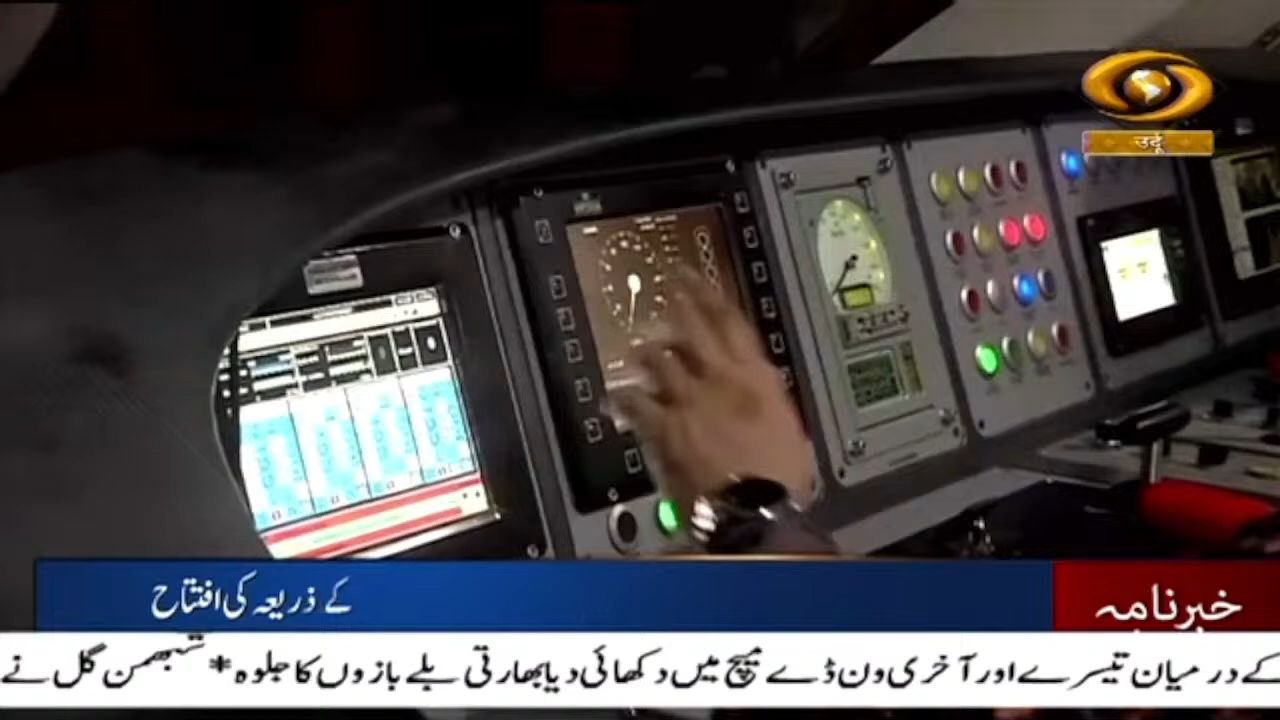 उर्दू
کے ذریعہ کی افتتاح
خبرنامہ
کے درمیان تیسرے اور آخری ون ڈے میچ میں دکھائی دیا بھارتی بلے بازوں کا جلوہ * شبھمن گل نے